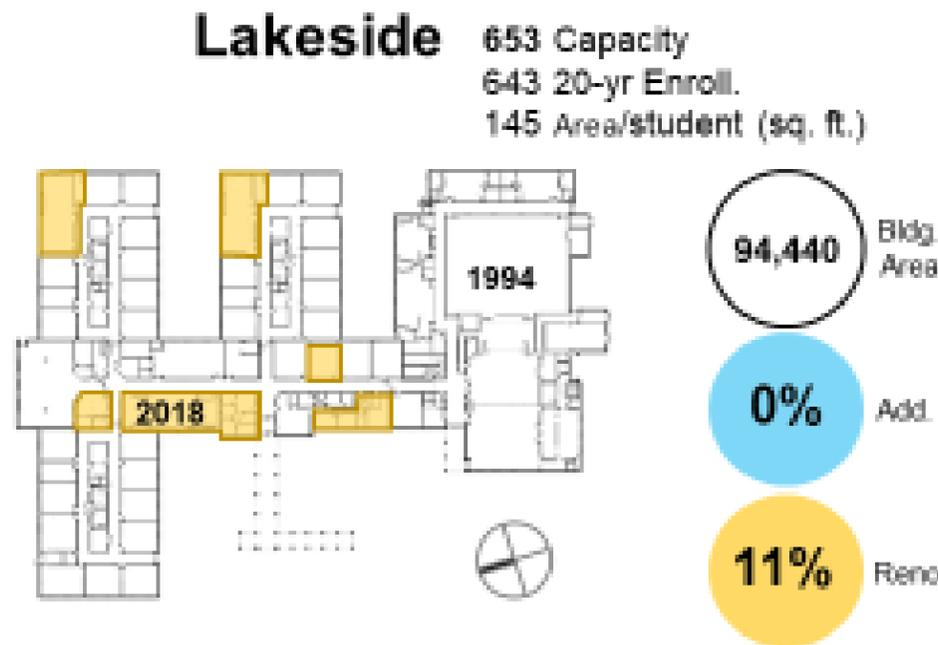 Lakeside
653 Capacity
643 20-yr Enroll.
145 Area/student (sq. ft.)
1994
2018
94,440
Bldg.
Area
0%
Add.
11%
Reno